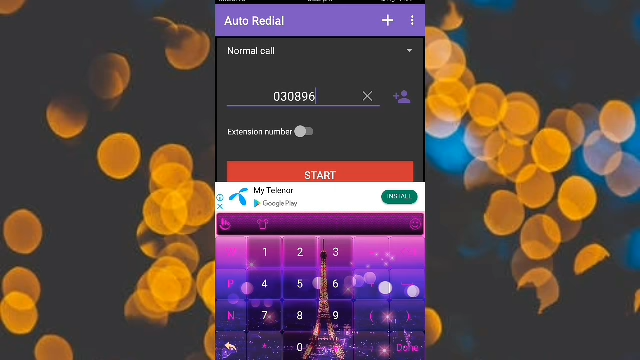 Auto Redial
Normal call
030896
Extension number
START
My Telenor
Google Play
INSTALL
1 2 3
P 4 5 6
N 7 8 9 ( )
* 0 Done